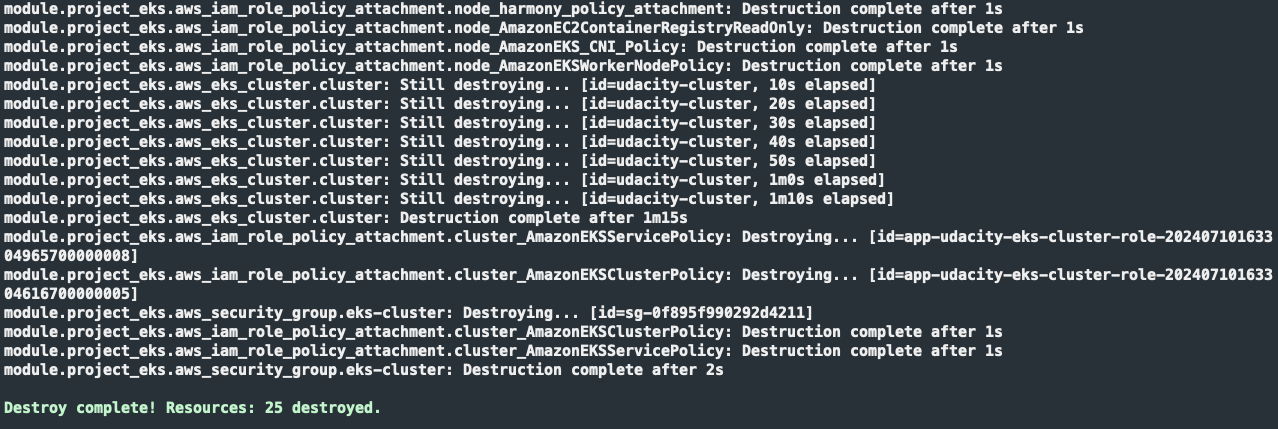 module.project_eks.aws_iam_role_policy_attachment.node_harmony_policy_attachment: Destruction complete after 1s
module.project_eks.aws_iam_role_policy_attachment.node_AmazonEC2ContainerRegistryReadOnly: Destruction complete after 1s
module.project_eks.aws_iam_role_policy_attachment.node_AmazonEKS_CNI_Policy: Destruction complete after 1s
module.project_eks.aws_iam_role_policy_attachment.node_AmazonEKSWorkerNodePolicy: Destruction complete after 1s
module.project_eks.aws_eks_cluster.cluster: Still destroying... [id=udacity-cluster, 10s elapsed]
module.project_eks.aws_eks_cluster.cluster: Still destroying... [id=udacity-cluster, 20s elapsed]
module.project_eks.aws_eks_cluster.cluster: Still destroying... [id=udacity-cluster, 30s elapsed]
module.project_eks.aws_eks_cluster.cluster: Still destroying... [id=udacity-cluster, 40s elapsed]
module.project_eks.aws_eks_cluster.cluster: Still destroying... [id=udacity-cluster, 50s elapsed]
module.project_eks.aws_eks_cluster.cluster: Still destroying... [id=udacity-cluster, 1m0s elapsed]
module.project_eks.aws_eks_cluster.cluster: Still destroying... [id=udacity-cluster, 1m10s elapsed]
module.project_eks.aws_eks_cluster.cluster: Destruction complete after 1m15s
module.project_eks.aws_iam_role_policy_attachment.cluster_AmazonEKSServicePolicy: Destroying... [id=app-udacity-eks-cluster-role-202407101633
04965700000008]
module.project_eks.aws_iam_role_policy_attachment.cluster_AmazonEKSClusterPolicy: Destroying... [id=app-udacity-eks-cluster-role-202407101633
04616700000005]
module.project_eks.aws_security_group.eks-cluster: Destroying... [id=sg-0f895f990292d4211]
module.project_eks.aws_iam_role_policy_attachment.cluster_AmazonEKSClusterPolicy: Destruction complete after 1s
module.project_eks.aws_iam_role_policy_attachment.cluster_AmazonEKSServicePolicy: Destruction complete after 1s
module.project_eks.aws_security_group.eks-cluster: Destruction complete after 2s
Destroy complete! Resources: 25 destroyed.